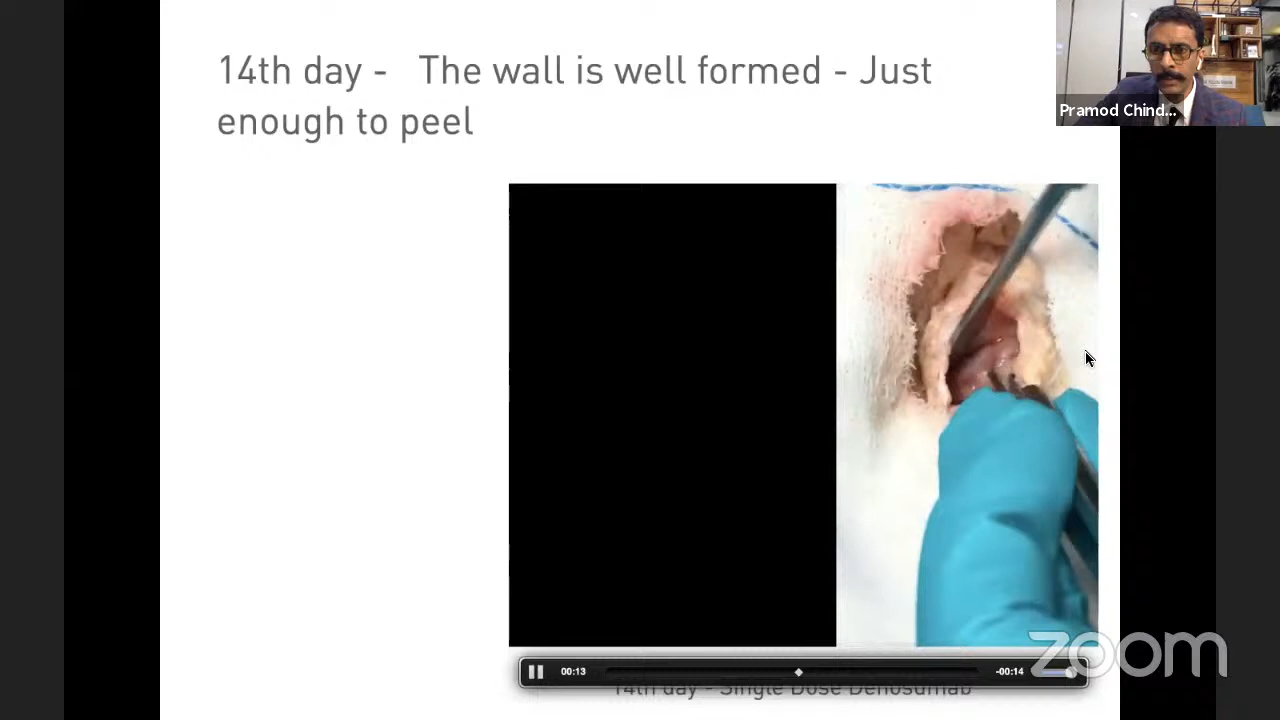 14th day - The wall is well formed - Just
enough to peel
Pramod Chind...
00:13
-00:14
14th day - Single Dose Denosumab
zoom